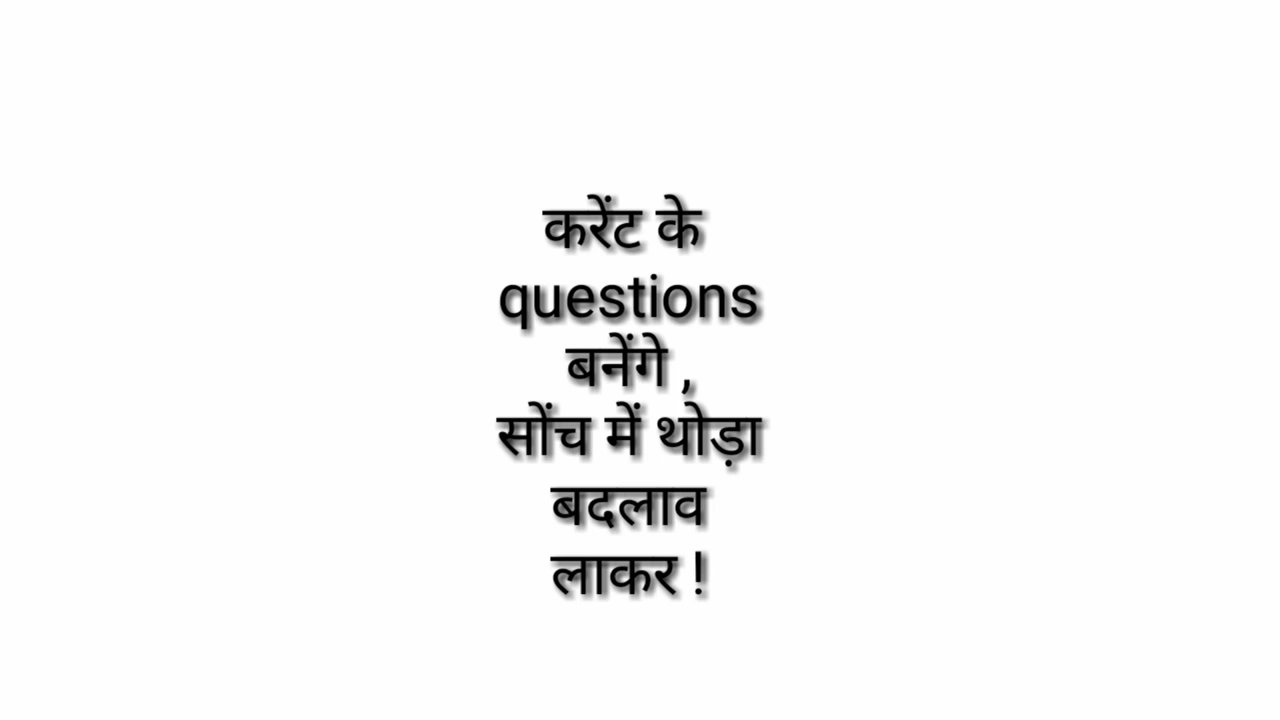 करेंट के
questions
बनेंगे ,
सोंच में थोड़ा
बदलाव
लाकर !